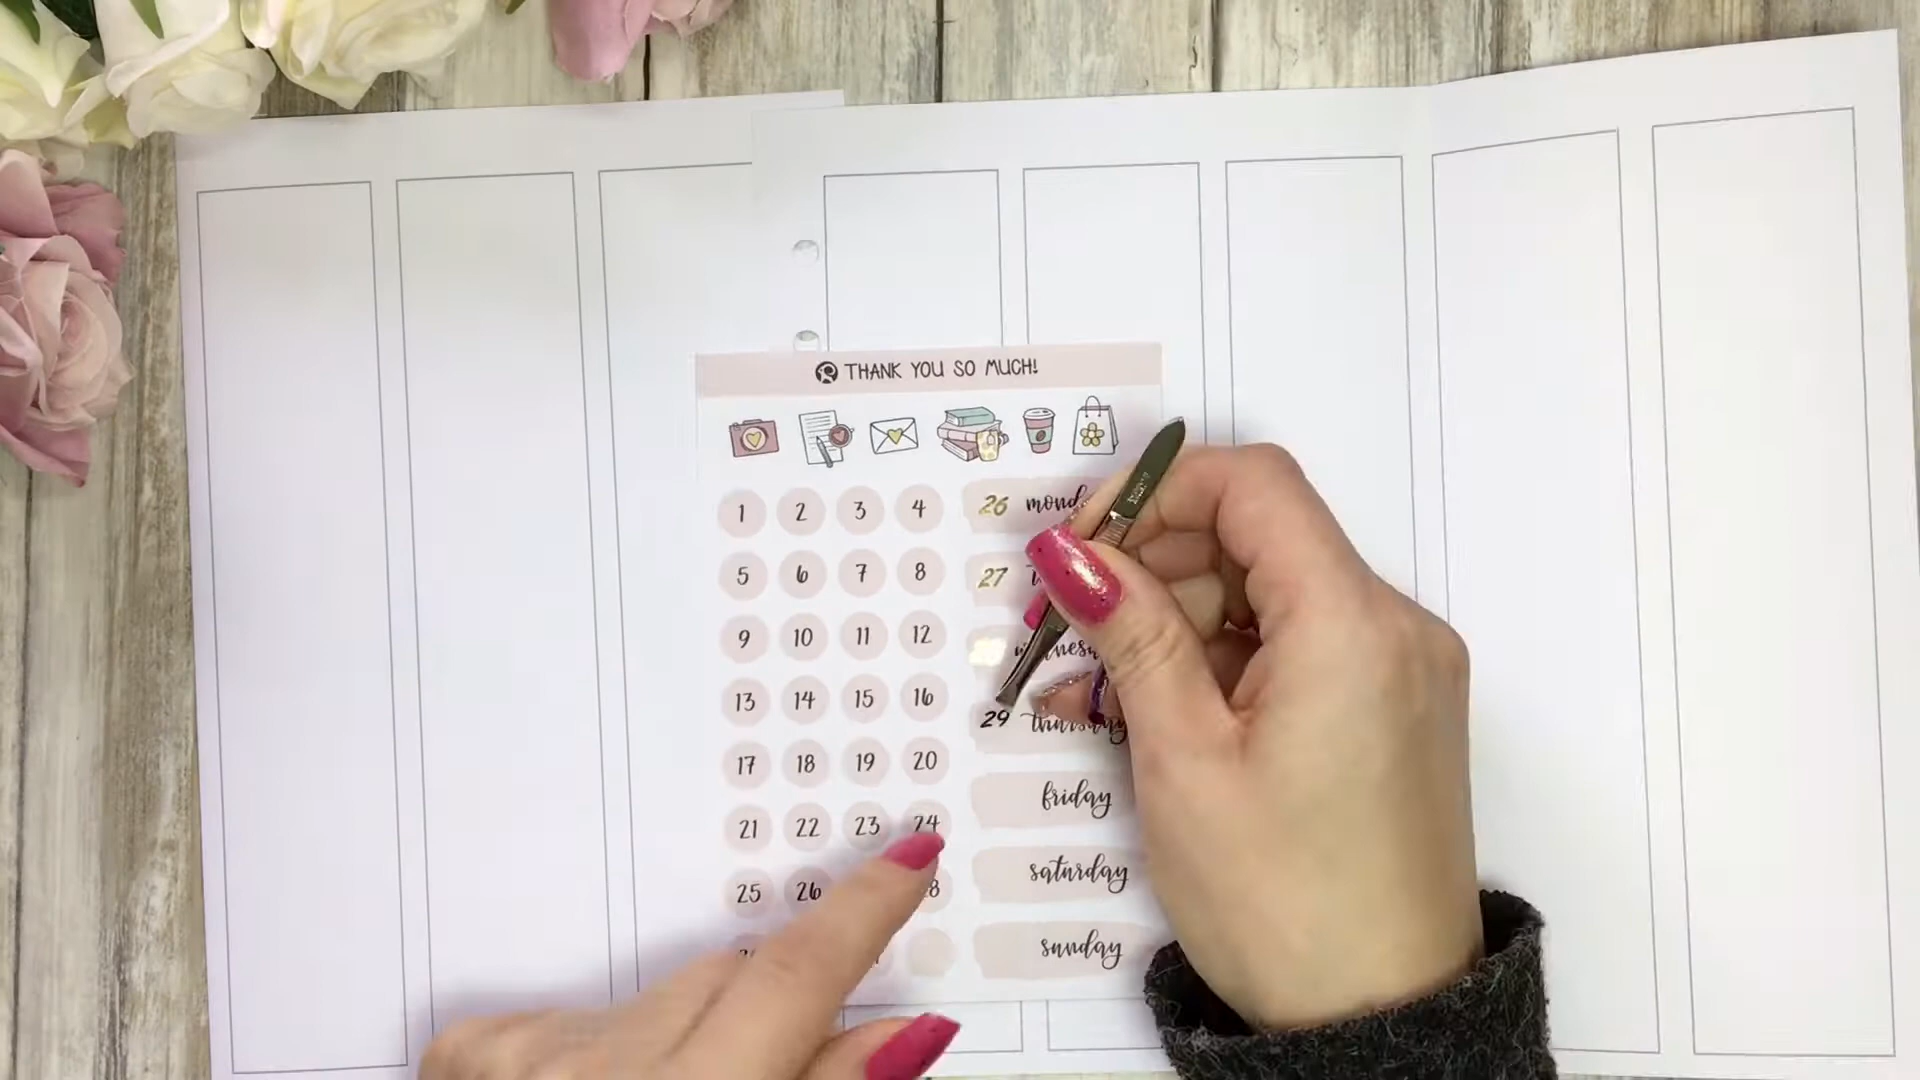 THANK YOU SO MUCH!
1 2 3 4
5 6 7 8
9 10 11 12
13 14 15 16
17 18 19 20
21 22 23 24
25 26
26
27
29 thursday
friday
saturday
sunday